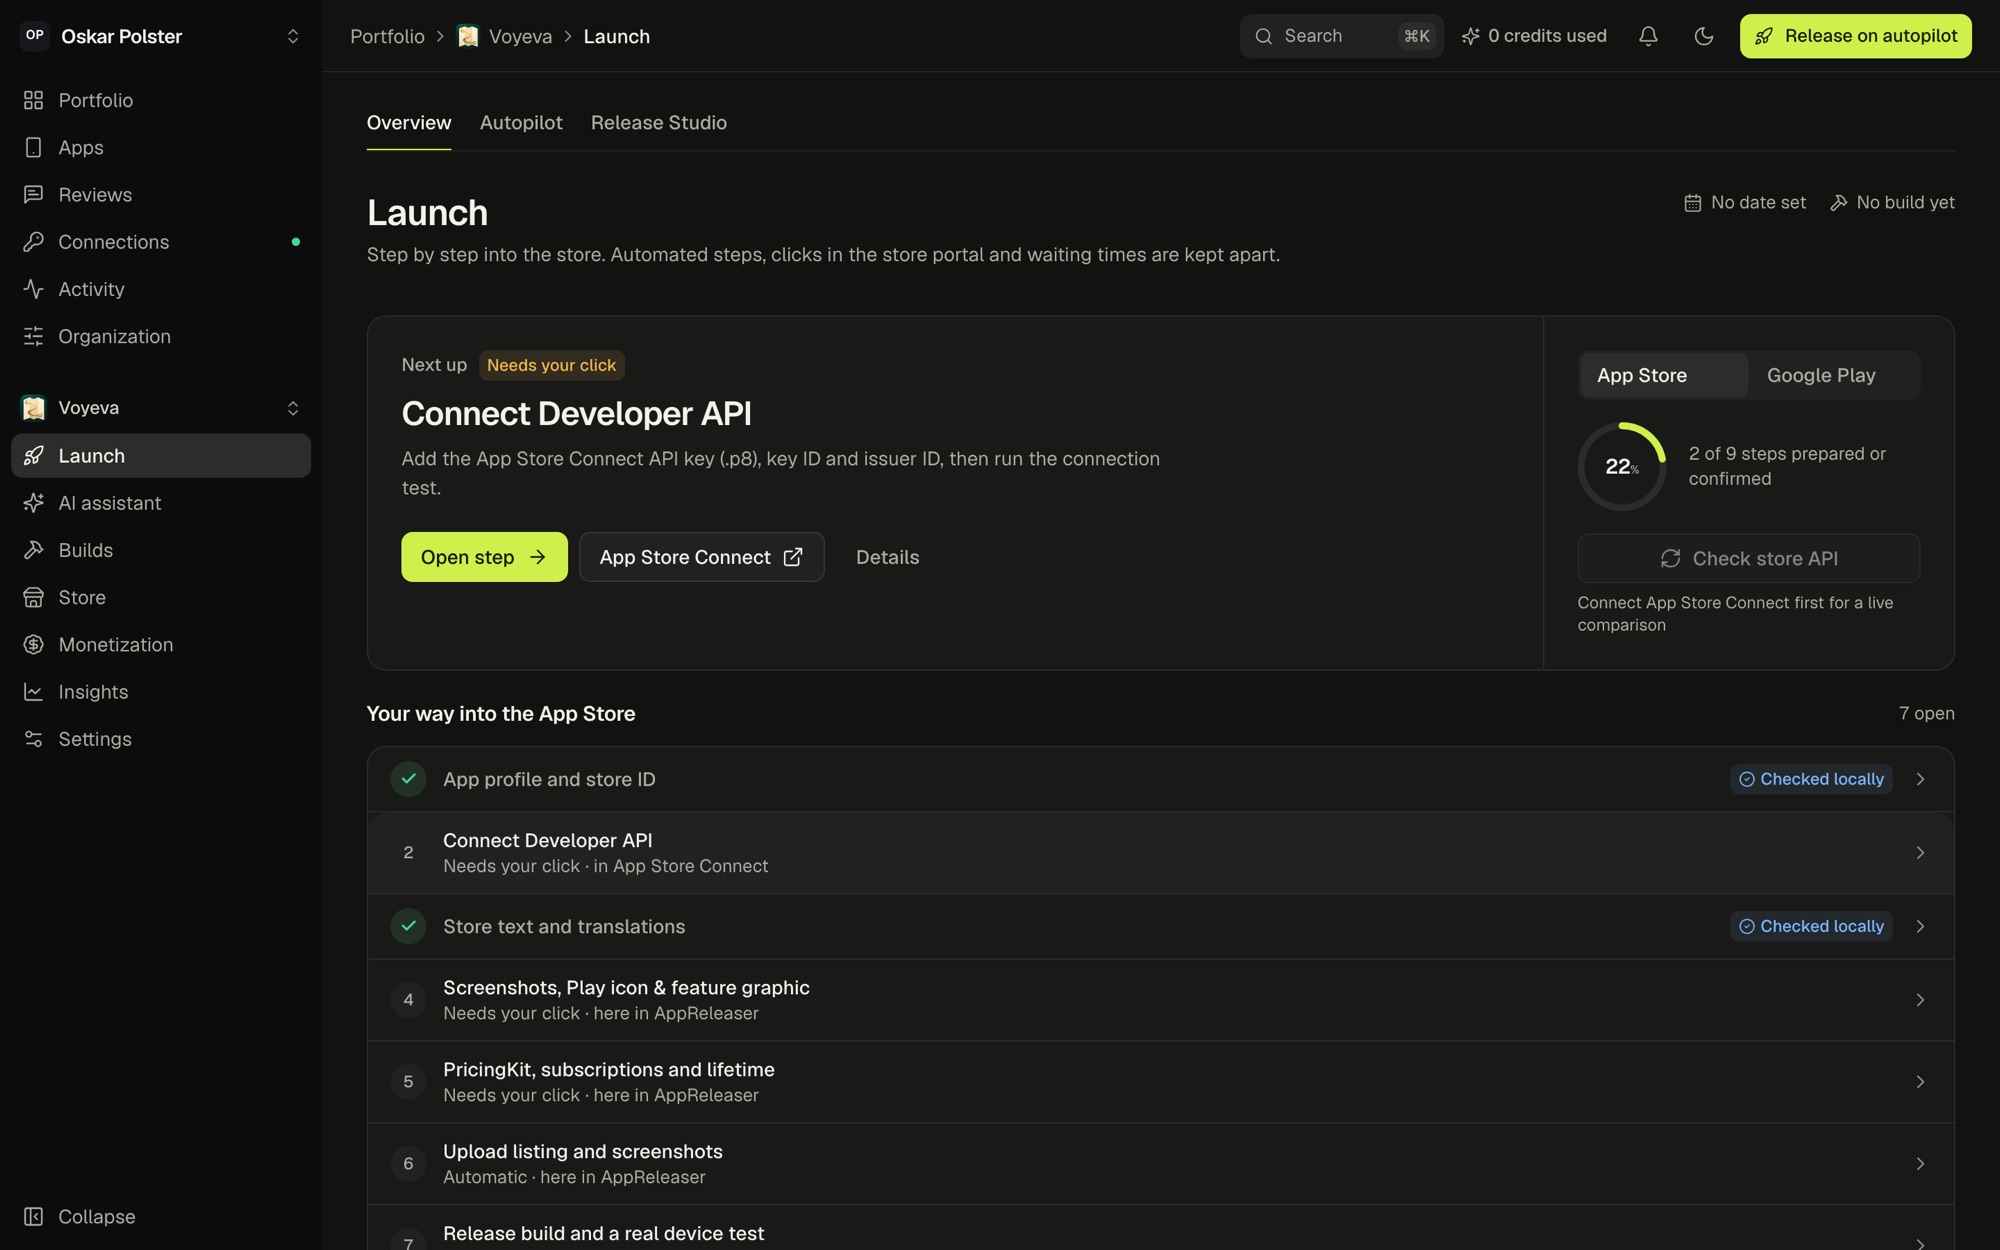 OP Oskar Polster
Portfolio
Apps
Reviews
Connections
Activity
Organization
Voyeva
Launch
AI assistant
Builds
Store
Monetization
Insights
Settings
Collapse
Portfolio > Voyeva > Launch
Search ⌘K
0 credits used
Release on autopilot
Overview Autopilot Release Studio
Launch
No date set No build yet
Step by step into the store. Automated steps, clicks in the store portal and waiting times are kept apart.
Next up Needs your click
Connect Developer API
Add the App Store Connect API key (.p8), key ID and issuer ID, then run the connection
test.
Open step App Store Connect Details
App Store Google Play
22%
2 of 9 steps prepared or
confirmed
Check store API
Connect App Store Connect first for a live
comparison
Your way into the App Store 7 open
App profile and store ID Checked locally
2 Connect Developer API
Needs your click · in App Store Connect
Store text and translations Checked locally
4 Screenshots, Play icon & feature graphic
Needs your click · here in AppReleaser
5 PricingKit, subscriptions and lifetime
Needs your click · here in AppReleaser
6 Upload listing and screenshots
Automatic · here in AppReleaser
7 Release build and a real device test